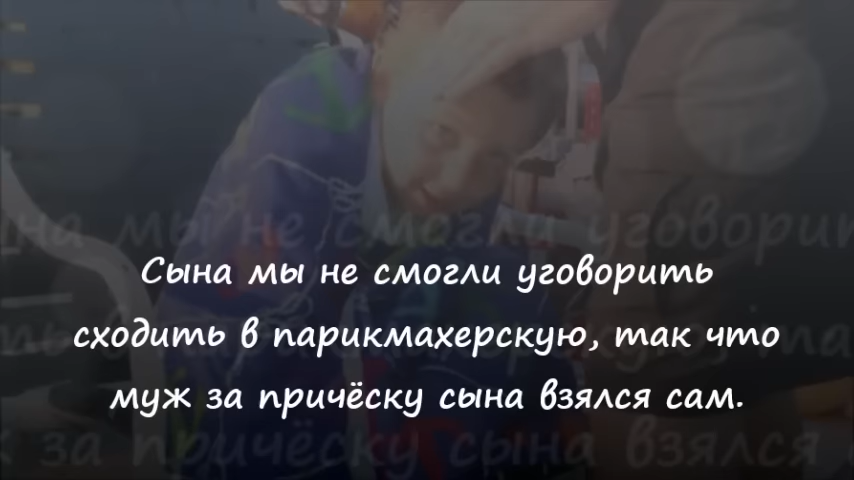 Сына мы не смогли уговорить
сходить в парикмахерскую, так что
муж за причёску сына взялся сам.